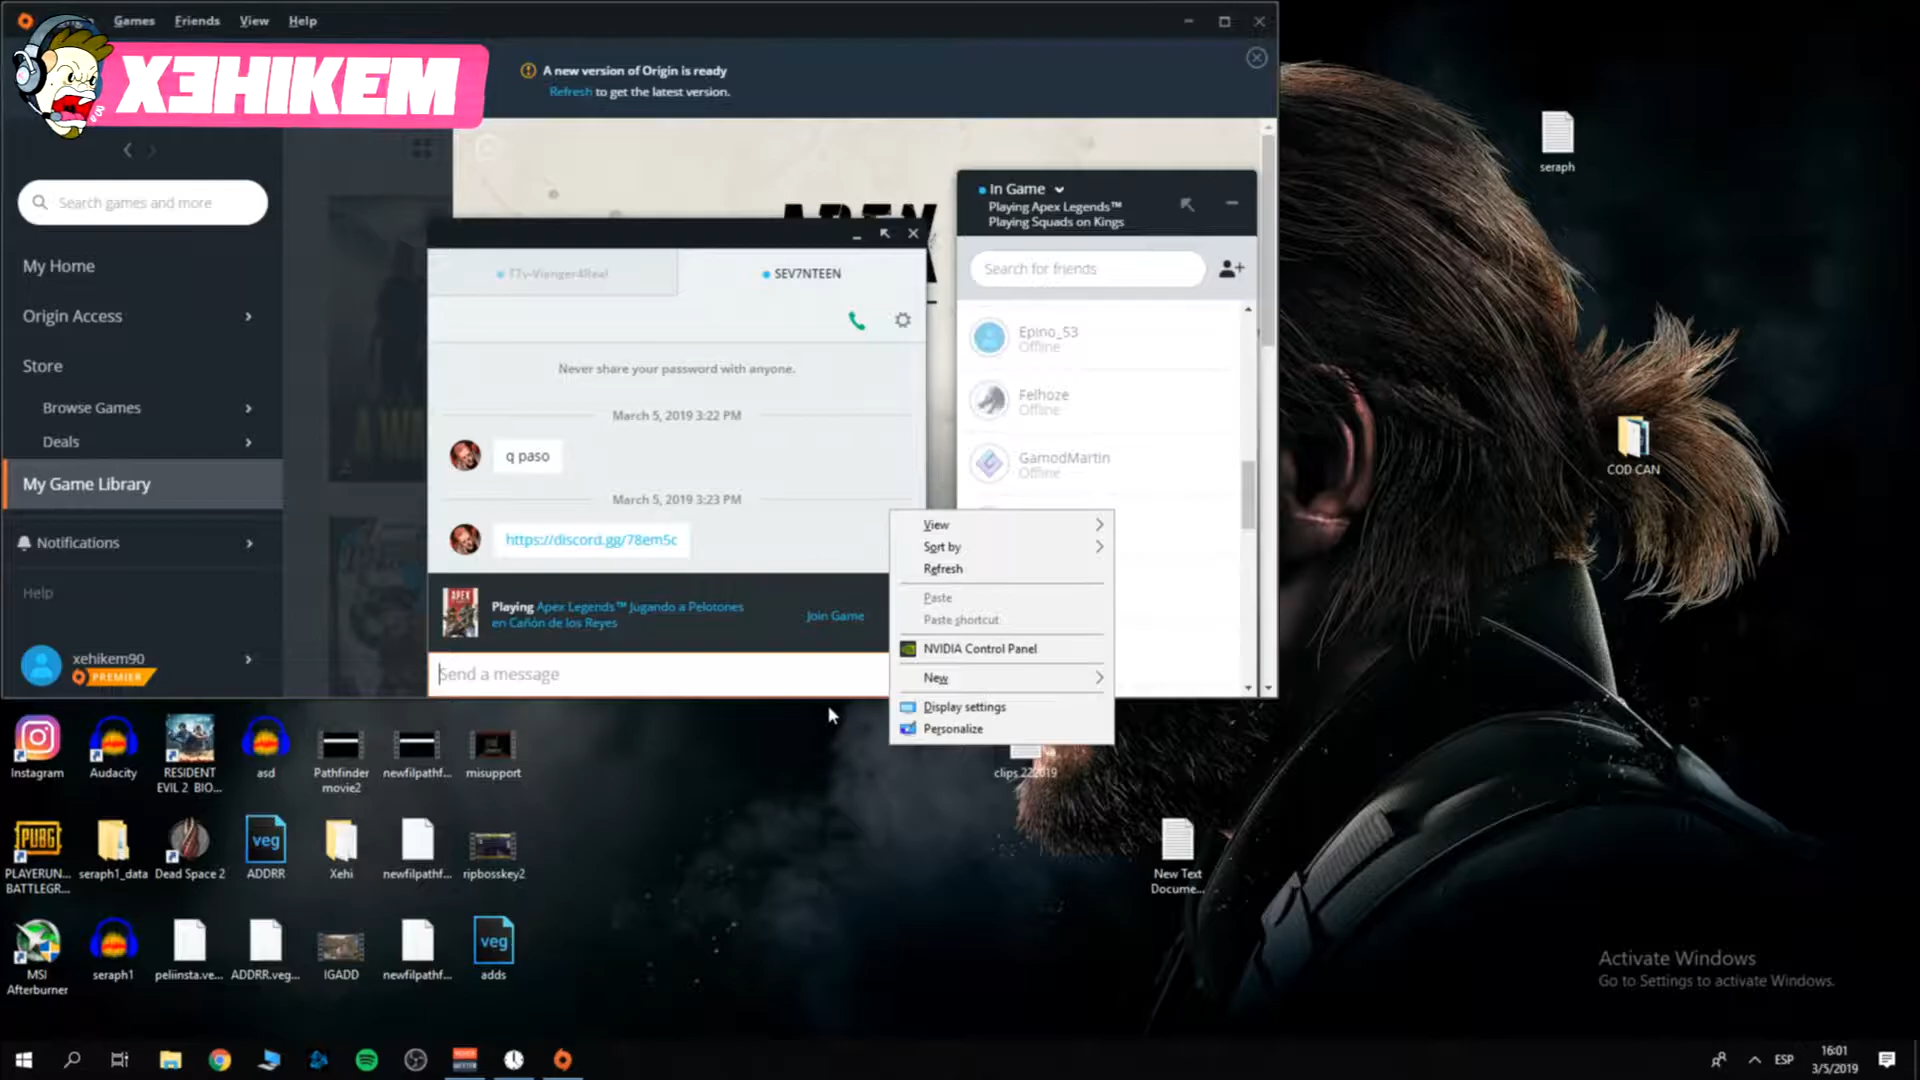 Games
Friends
View
Help
X3HIKEM
A new version of Origin is ready
Refresh to get the latest version.
Search games and more
My Home
Origin Access
Store
Browse Games
Deals
My Game Library
Notifications
Help
xehikem90
PREMIER
APEX
T7v-Vienger4Real
SEV7NTEEN
Never share your password with anyone.
March 5, 2019 3:22 PM
q paso
March 5, 2019 3:23 PM
https://discord.gg/78em5c
Playing Apex Legends™ Jugando a Pelotones
en Cañón de los Reyes
Join Game
Send a message
In Game
Playing Apex Legends™
Playing Squads on Kings
Search for friends
Epino_53
Offline
Felhoze
Offline
GamodMartin
Offline
View
Sort by
Refresh
Paste
Paste shortcut
NVIDIA Control Panel
New
Display settings
Personalize
seraph
COD CAN
clips 222019
New Text
Docume...
Instagram
Audacity
RESIDENT
EVIL 2 BIO...
asd
Pathfinder
movie2
newfilpathf...
misupport
PUBG
PLAYERUN...
BATTLEGR...
seraph1_data
Dead Space 2
veg
ADDRR
Xehi
newfilpathf...
ripbosskey2
MSI
Afterburner
seraph1
peliinsta.ve...
ADDRR.veg...
IGADD
newfilpathf...
veg
adds
Activate Windows
Go to Settings to activate Windows.
ESP
16:01
3/5/2019